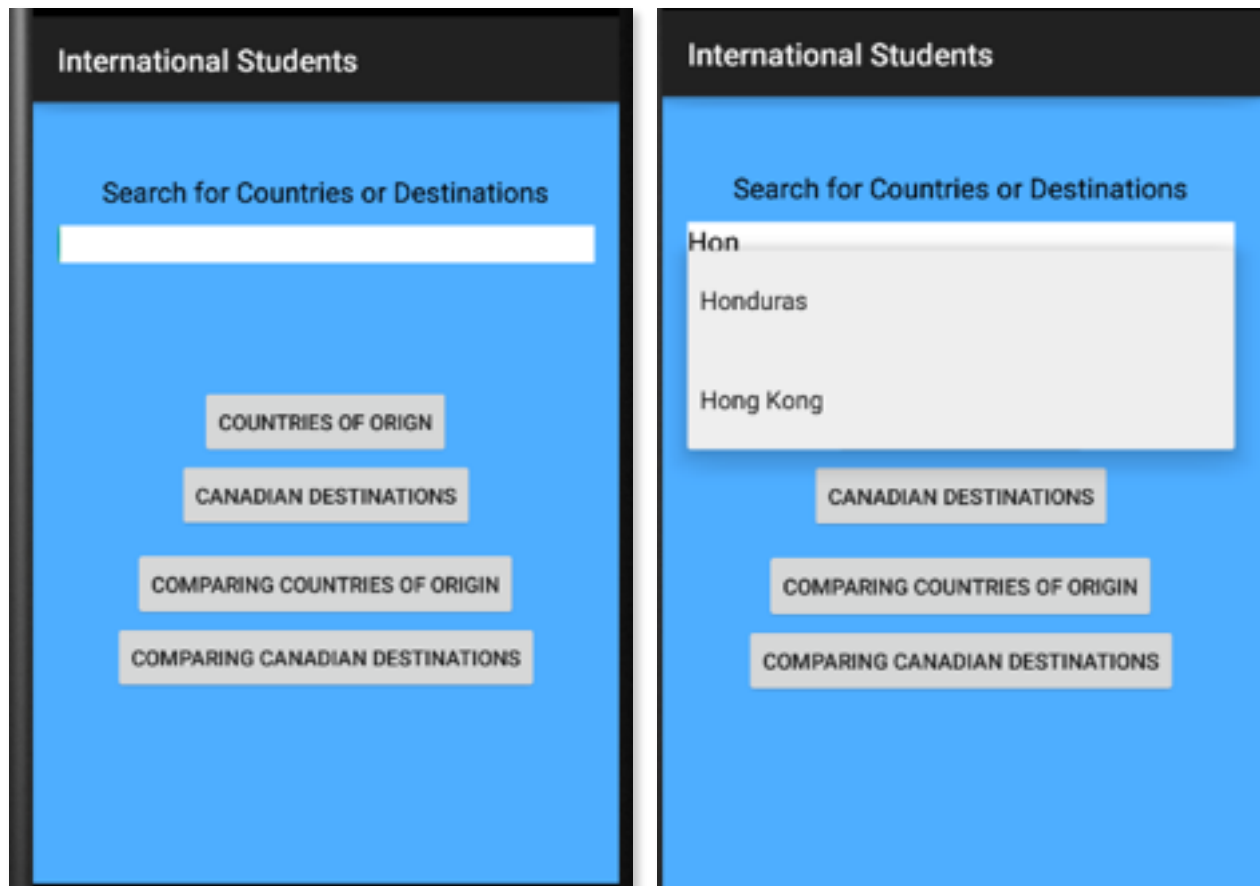 International Students
Search for Countries or Destinations
COUNTRIES OF ORIGN
CANADIAN DESTINATIONS
COMPARING COUNTRIES OF ORIGIN
COMPARING CANADIAN DESTINATIONS
International Students
Search for Countries or Destinations
Hon
Honduras
Hong Kong
CANADIAN DESTINATIONS
COMPARING COUNTRIES OF ORIGIN
COMPARING CANADIAN DESTINATIONS